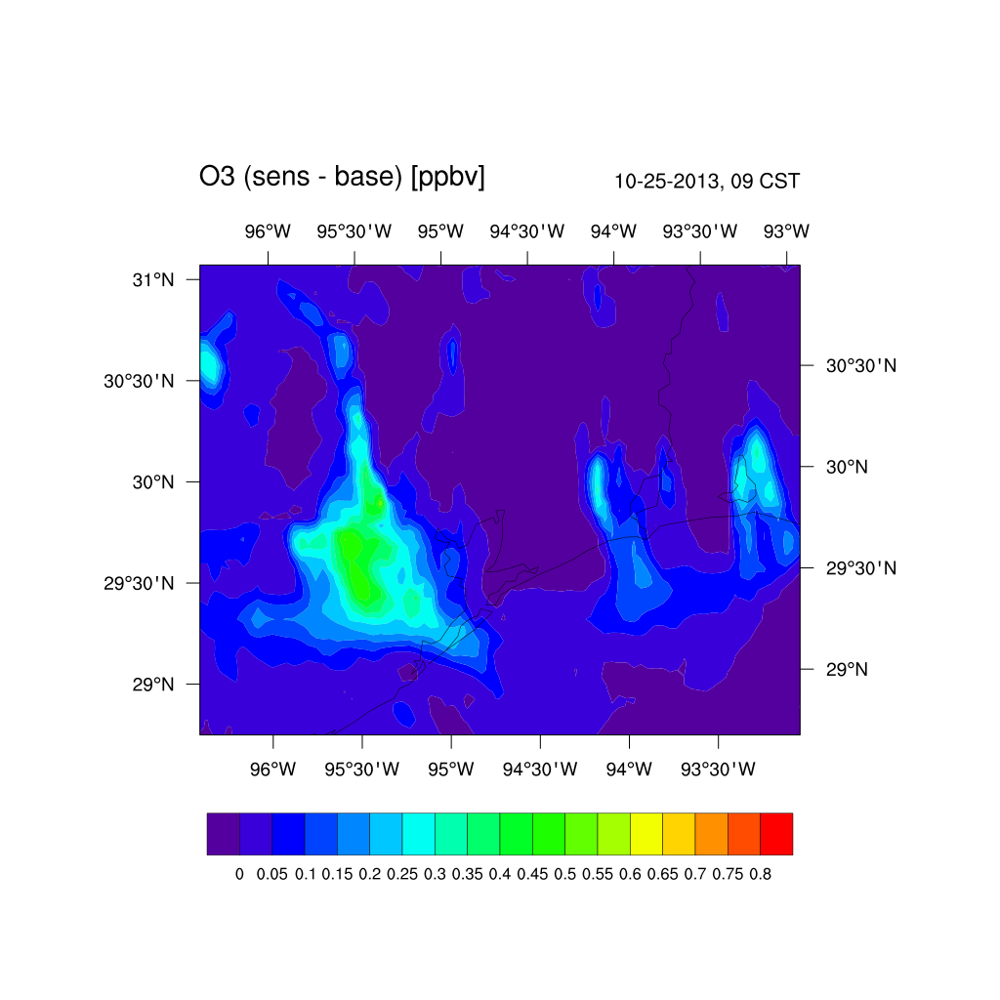 O3 (sens - base) [ppbv] 10-25-2013, 09 CST
96°W 95°30'W 95°W 94°30'W 94°W 93°30'W 93°W
31°N
30°30'N 30°30'N
30°N 30°N
29°30'N 29°30'N
29°N 29°N
96°W 95°30'W 95°W 94°30'W 94°W 93°30'W
0 0.05 0.1 0.15 0.2 0.25 0.3 0.35 0.4 0.45 0.5 0.55 0.6 0.65 0.7 0.75 0.8